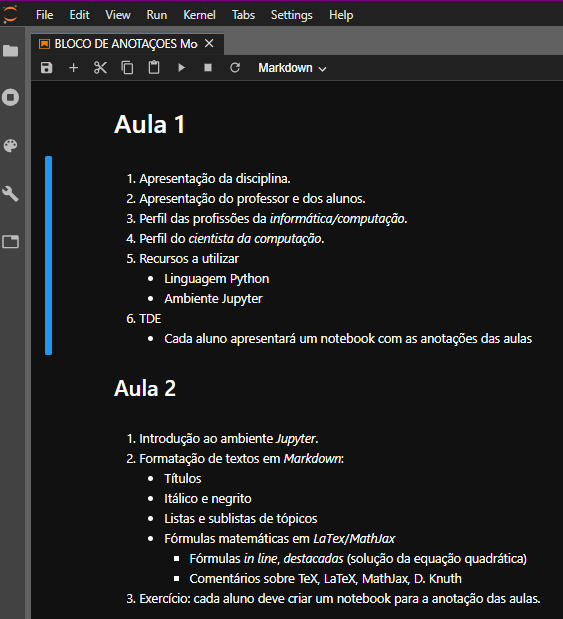 File Edit View Run Kernel Tabs Settings Help
BLOCO DE ANOTAÇOES Mo
Markdown
Aula 1
1. Apresentação da disciplina.
2. Apresentação do professor e dos alunos.
3. Perfil das profissões da informática/computação.
4. Perfil do cientista da computação.
5. Recursos a utilizar
• Linguagem Python
• Ambiente Jupyter
6. TDE
• Cada aluno apresentará um notebook com as anotações das aulas
Aula 2
1. Introdução ao ambiente Jupyter.
2. Formatação de textos em Markdown:
• Títulos
• Itálico e negrito
• Listas e sublistas de tópicos
• Fórmulas matemáticas em LaTex/MathJax
▪ Fórmulas in line, destacadas (solução da equação quadrática)
▪ Comentários sobre TeX, LaTeX, MathJax, D. Knuth
3. Exercício: cada aluno deve criar um notebook para a anotação das aulas.